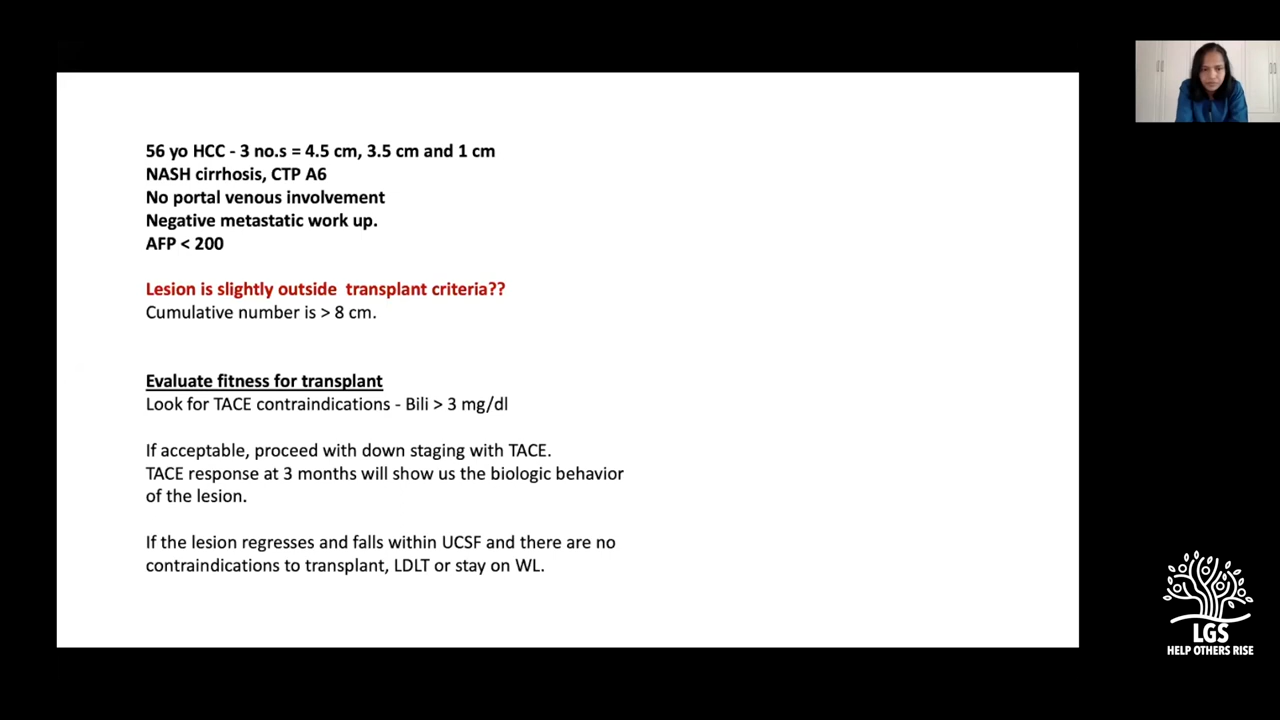 56 yo HCC - 3 no.s = 4.5 cm, 3.5 cm and 1 cm
NASH cirrhosis, CTP A6
No portal venous involvement
Negative metastatic work up.
AFP < 200
Lesion is slightly outside  transplant criteria??
Cumulative number is > 8 cm.
Evaluate fitness for transplant
Look for TACE contraindications - Bili > 3 mg/dl
If acceptable, proceed with down staging with TACE.
TACE response at 3 months will show us the biologic behavior
of the lesion.
If the lesion regresses and falls within UCSF and there are no
contraindications to transplant, LDLT or stay on WL.
LGS
HELP OTHERS RISE